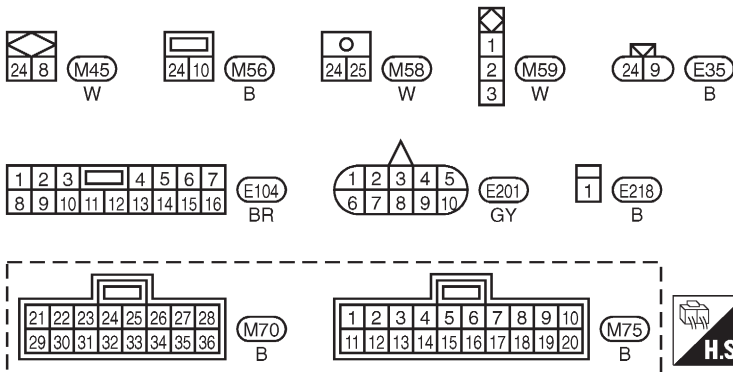 24 8 M45
W
24 10 M56
B
24 25 M58
W
1
2
3
M59
W
24 9 E35
B
1 2 3 4 5 6 7
8 9 10 11 12 13 14 15 16
E104
BR
1 2 3 4 5
6 7 8 9 10
E201
GY
1 E218
B
21 22 23 24 25 26 27 28
29 30 31 32 33 34 35 36
M70
B
1 2 3 4 5 6 7 8 9 10
11 12 13 14 15 16 17 18 19 20
M75
B
H.S